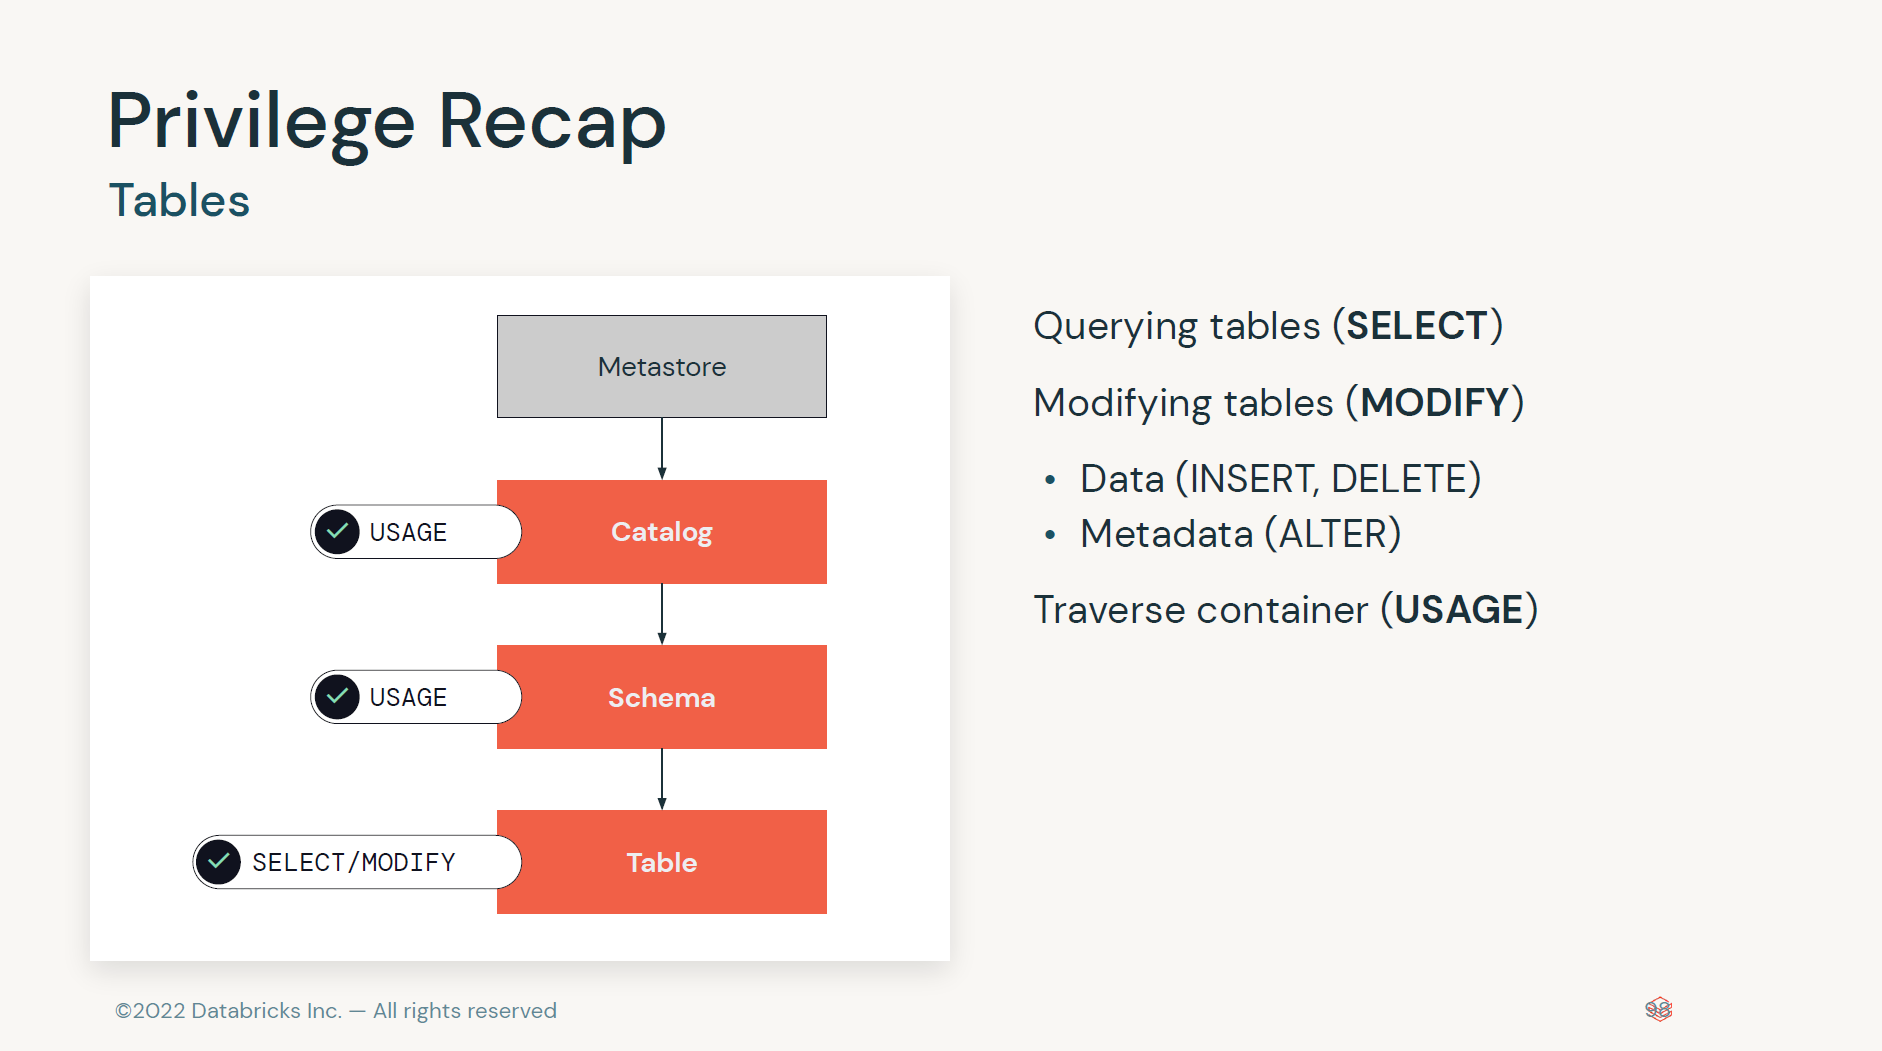 Privilege Recap
Tables
Metastore
USAGE
Catalog
USAGE
Schema
SELECT/MODIFY
Table
Querying tables (SELECT)
Modifying tables (MODIFY)
• Data (INSERT, DELETE)
• Metadata (ALTER)
Traverse container (USAGE)
©2022 Databricks Inc. — All rights reserved
98